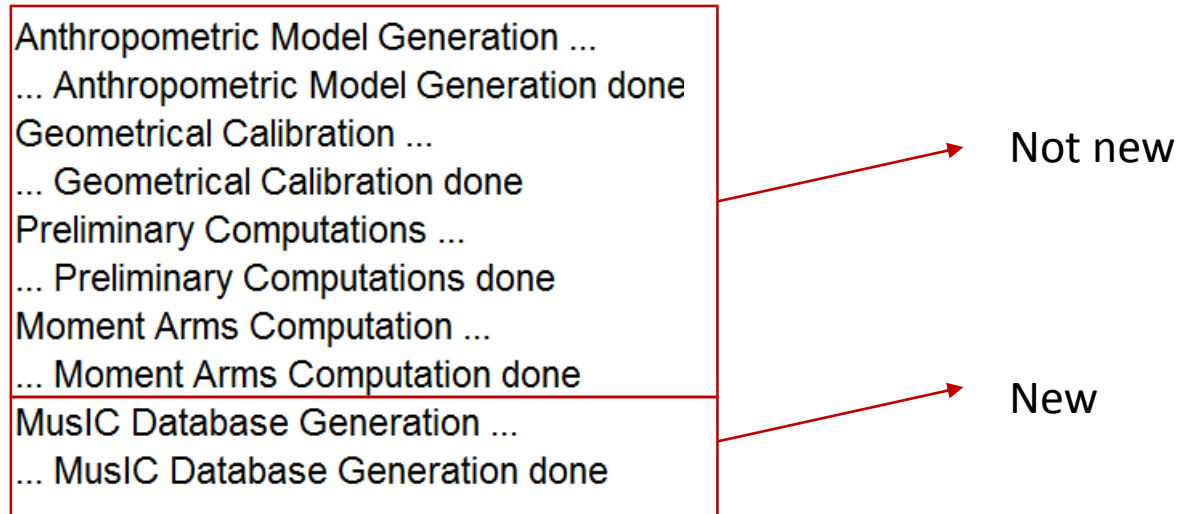 Anthropometric Model Generation ...
... Anthropometric Model Generation done
Geometrical Calibration ...
... Geometrical Calibration done
Preliminary Computations ...
... Preliminary Computations done
Moment Arms Computation ...
... Moment Arms Computation done
MusIC Database Generation ...
... MusIC Database Generation done
Not new
New